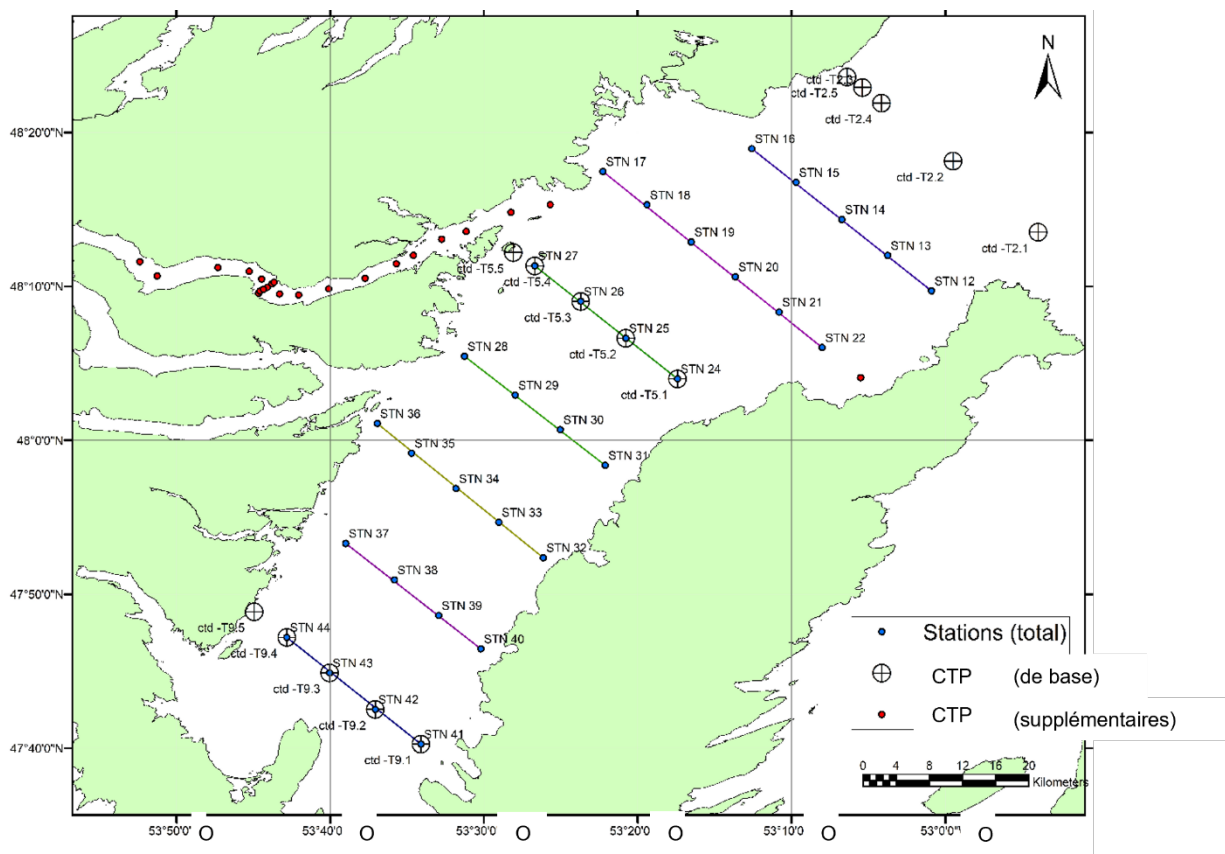 N
ctd -T2.3
ctd -T2.5
ctd -T2.4
48°20'0"N
STN 16
STN 17
STN 15
ctd -T2.2
STN 18
STN 14
STN 19
STN 13
ctd -T2.1
STN 27
ctd -T5.5
ctd -T5.4
STN 20
STN 12
48°10'0"N
STN 26
ctd -T5.3
STN 21
STN 25
ctd -T5.2
STN 28
STN 22
STN 24
ctd -T5.1
STN 29
STN 30
STN 36
48°0'0"N
STN 31
STN 35
STN 34
STN 33
STN 37
STN 32
STN 38
47°50'0"N
STN 39
ctd -T9.5
STN 44
ctd -T9.4
STN 40
STN 43
ctd -T9.3
STN 42
ctd -T9.2
STN 41
ctd -T9.1
47°40'0"N
Stations (total)
CTP (de base)
CTP (supplémentaires)
0 4 8 12 16 20
Kilometers
53°50'0" O 53°40'0" O 53°30'0" O 53°20'0" O 53°10'0" O 53°0'0" O